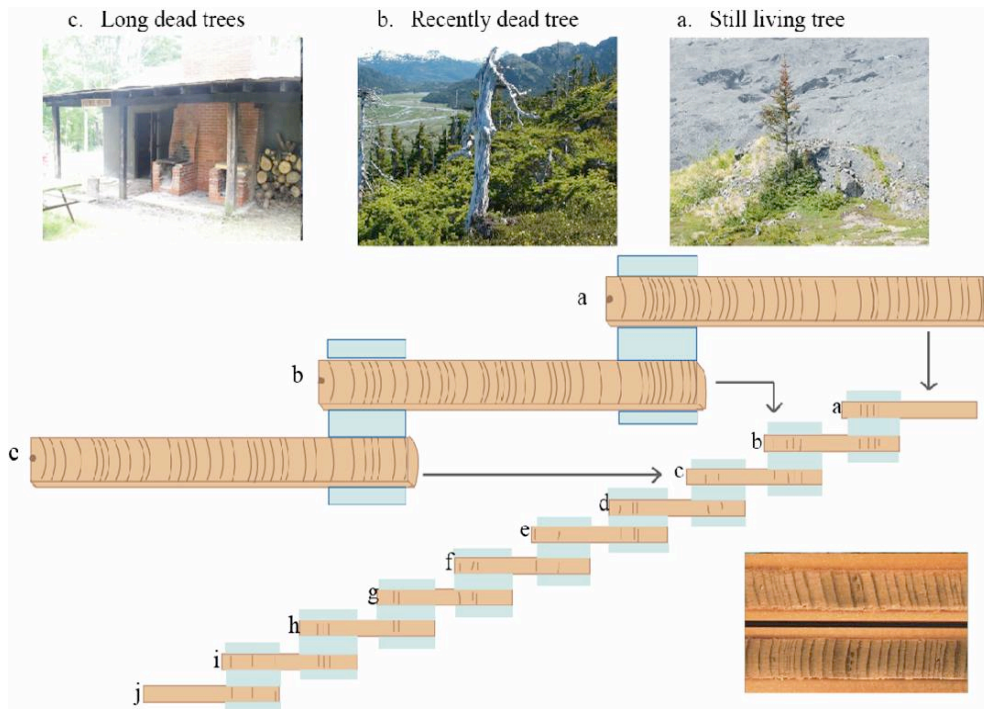 c. Long dead trees
b. Recently dead tree
a. Still living tree
a
b
c
a
b
c
d
e
f
g
h
i
j